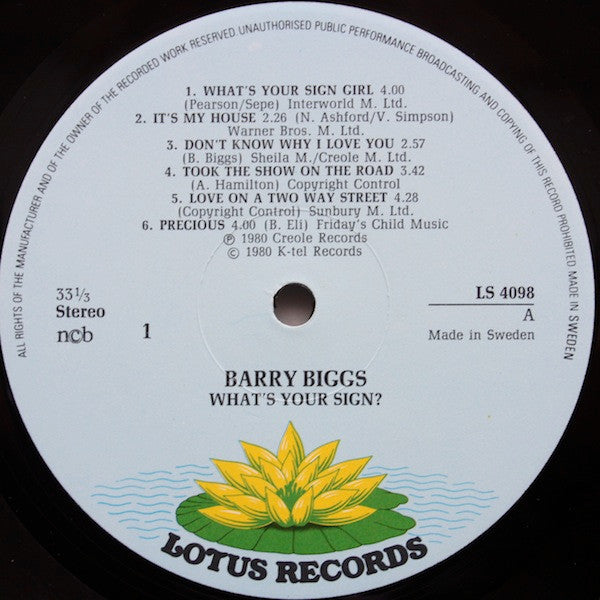 ALL RIGHTS OF THE MANUFACTURER AND OF THE OWNER OF THE RECORDED WORK RESERVED. UNAUTHORISED PUBLIC PERFORMANCE BROADCASTING AND COPYING OF THIS RECORD PROHIBITED MADE IN SWEDEN
1. WHAT'S YOUR SIGN GIRL 4.00
(Pearson/Sepe) Interworld M. Ltd.
2. IT'S MY HOUSE 2.26 (N. Ashford/V. Simpson)
Warner Bros. M. Ltd.
3. DON'T KNOW WHY I LOVE YOU 2.57
(B. Biggs) Sheila M./Creole M. Ltd.
4. TOOK THE SHOW ON THE ROAD 3.42
(A. Hamilton) Copyright Control
5. LOVE ON A TWO WAY STREET 4.28
(Copyright Control) Sunbury M. Ltd.
6. PRECIOUS 4.00 (B. Eli) Friday's Child Music
℗ 1980 Creole Records
© 1980 K-tel Records
33 1/3
Stereo
ncb
1
LS 4098
A
Made in Sweden
BARRY BIGGS
WHAT'S YOUR SIGN?
LOTUS RECORDS